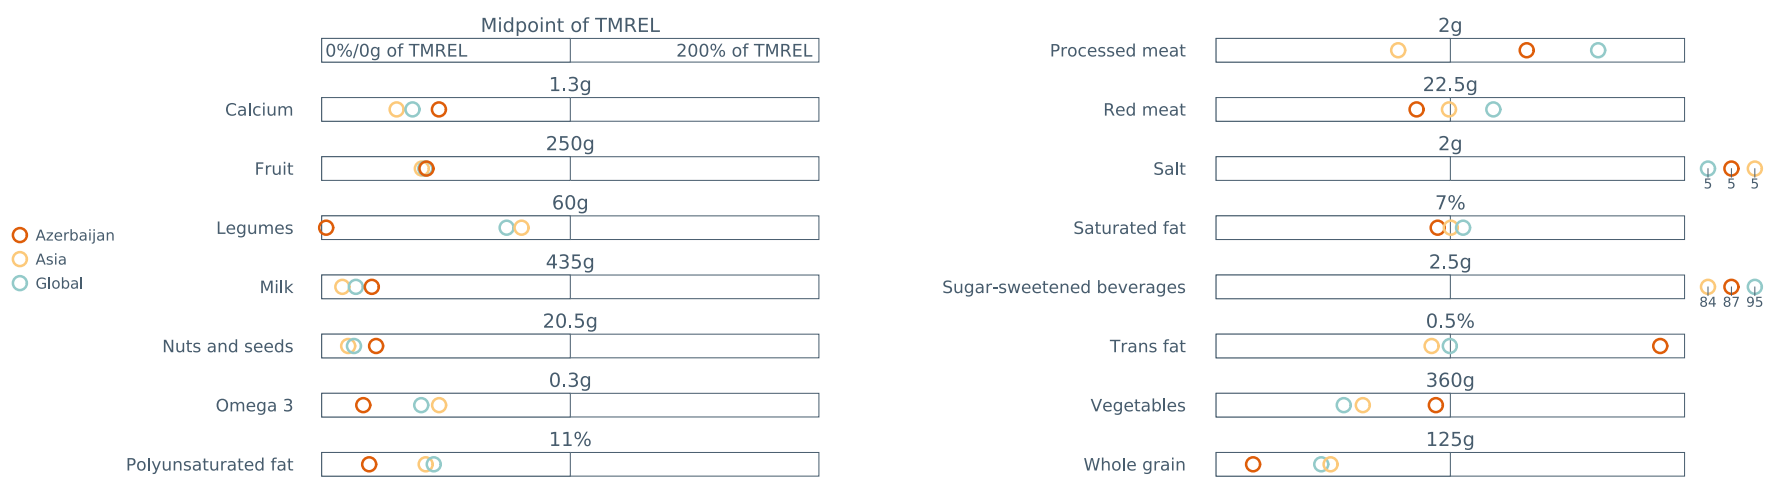 Midpoint of TMREL
0%/0g of TMREL 200% of TMREL
1.3g
Calcium
250g
Fruit
60g
Legumes
435g
Milk
20.5g
Nuts and seeds
0.3g
Omega 3
11%
Polyunsaturated fat
Azerbaijan
Asia
Global
2g
Processed meat
22.5g
Red meat
2g
Salt
5 5 5
7%
Saturated fat
2.5g
Sugar-sweetened beverages
84 87 95
0.5%
Trans fat
360g
Vegetables
125g
Whole grain